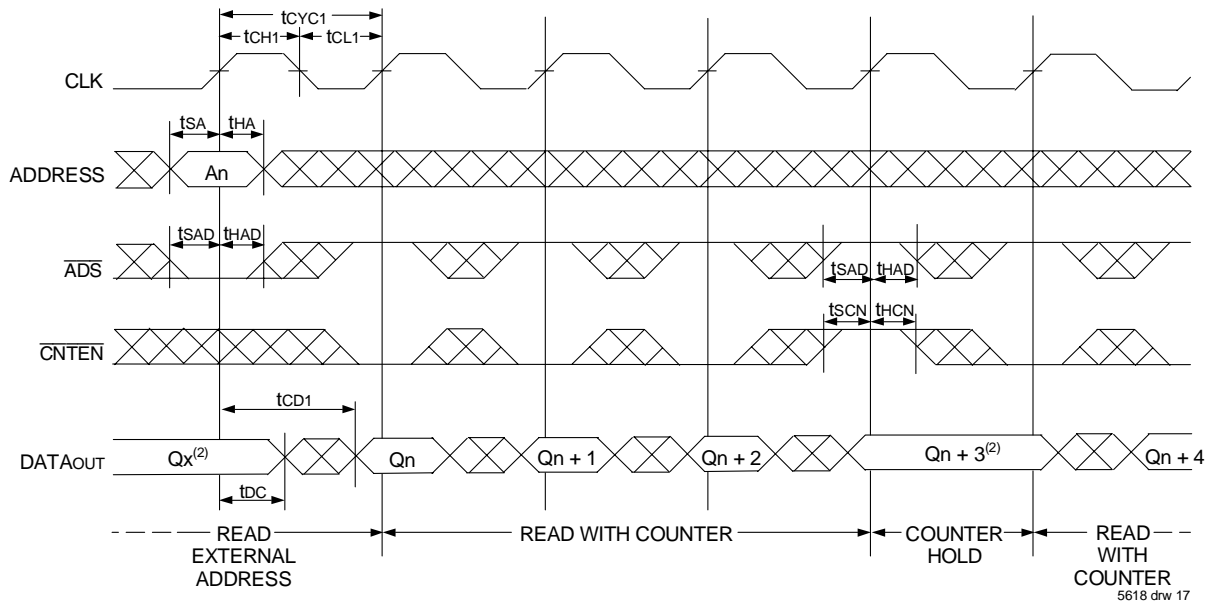 tCYC1
tCH1 tCL1
CLK
tSA tHA
ADDRESS An
tSAD tHAD
ADS
tSAD tHAD
tSCN tHCN
CNTEN
tCD1
DATAOUT Qx(2) Qn Qn + 1 Qn + 2 Qn + 3(2) Qn + 4
tDC
READ EXTERNAL ADDRESS
READ WITH COUNTER
COUNTER HOLD
READ WITH COUNTER
5618 drw 17